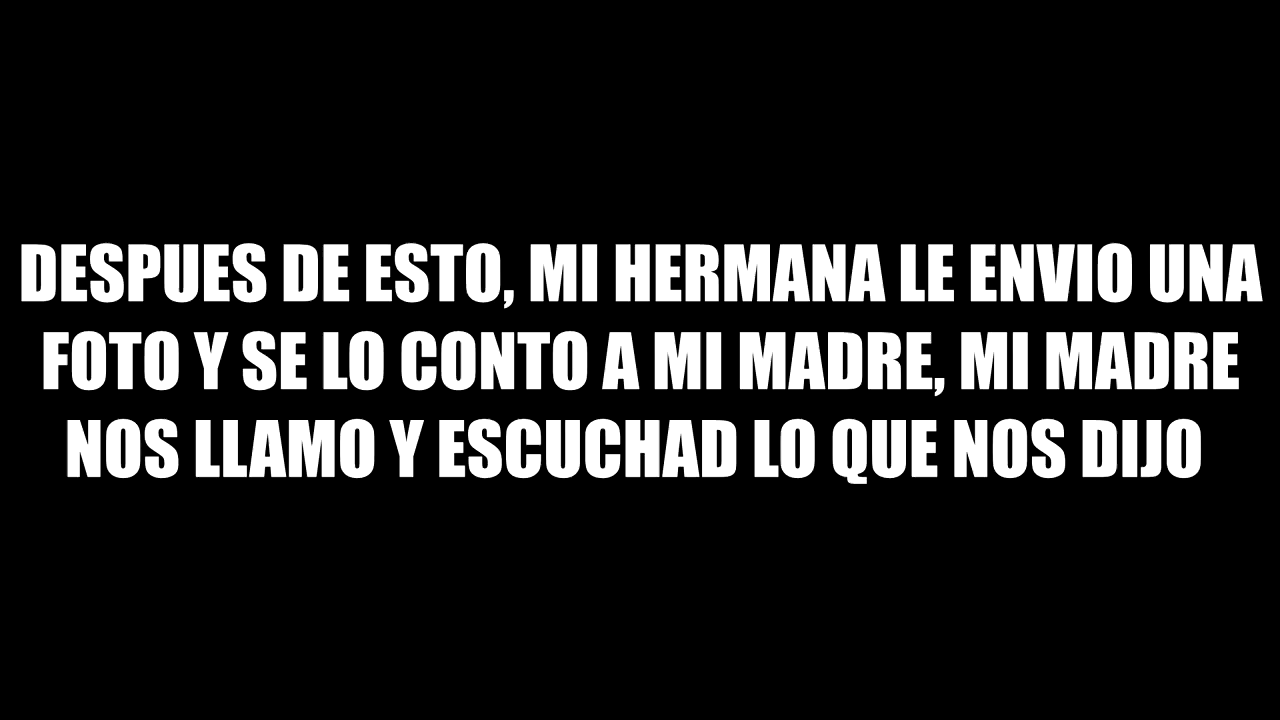 DESPUES DE ESTO, MI HERMANA LE ENVIO UNA
FOTO Y SE LO CONTO A MI MADRE, MI MADRE
NOS LLAMO Y ESCUCHAD LO QUE NOS DIJO